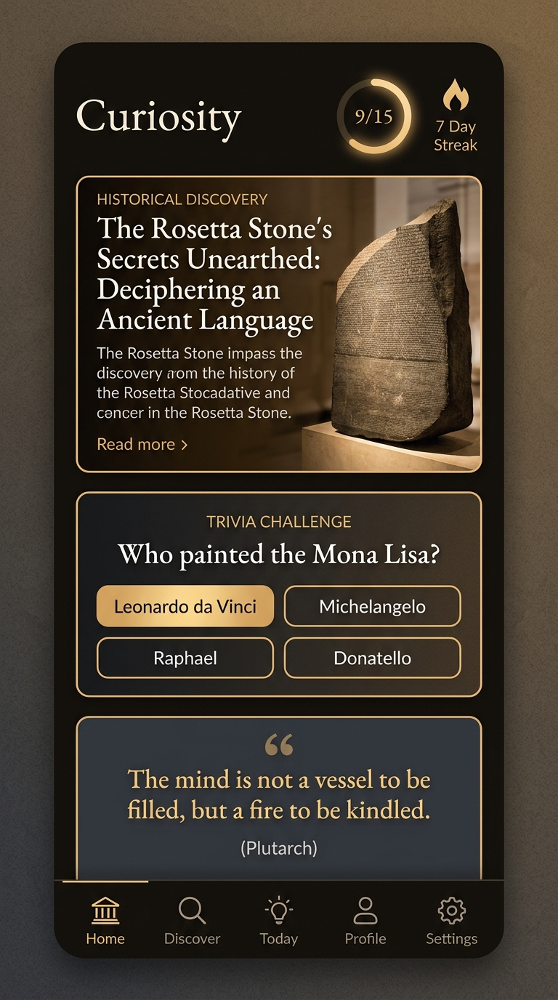 Curiosity
9/15
7 Day
Streak
HISTORICAL DISCOVERY
The Rosetta Stone's
Secrets Unearthed:
Deciphering an
Ancient Language
The Rosetta Stone impass the
discovery the history of
the Rosetta Stocadative and
cancer in the Rosetta Stone.
Read more >
TRIVIA CHALLENGE
Who painted the Mona Lisa?
Leonardo da Vinci
Michelangelo
Raphael
Donatello
“
The mind is not a vessel to be
filled, but a fire to be kindled.
(Plutarch)
Home
Discover
Today
Profile
Settings